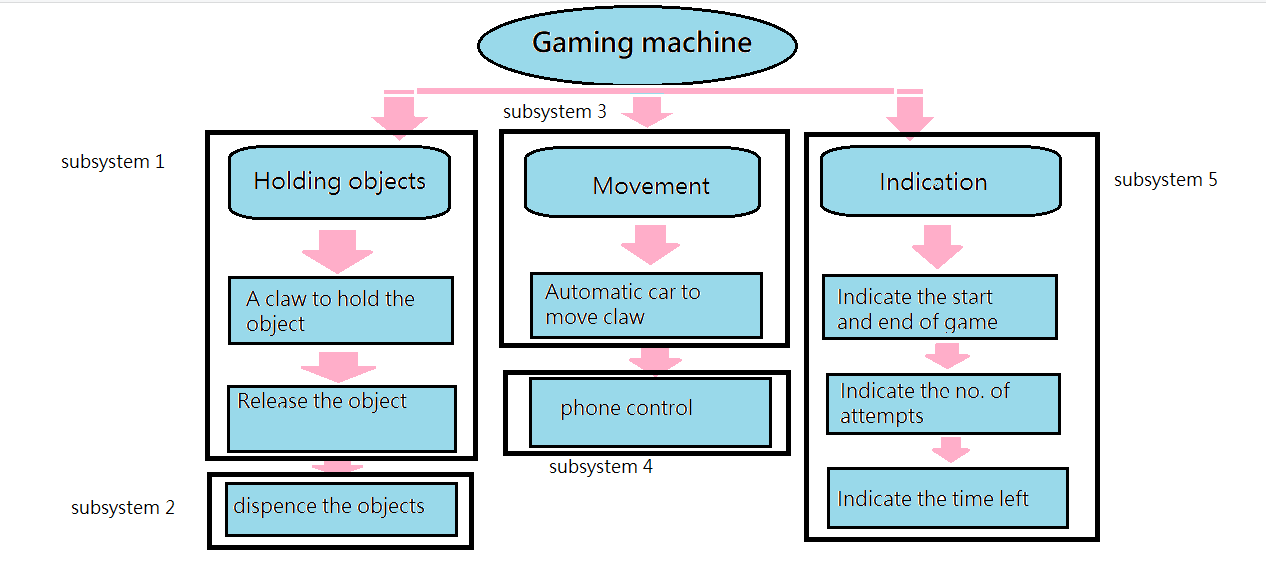 Gaming machine
subsystem 3
subsystem 1
Holding objects
Movement
Indication
subsystem 5
A claw to hold the
object
Automatic car to
move claw
Indicate the start
and end of game
Release the object
phone control
Indicate the no. of
attempts
subsystem 4
subsystem 2
dispence the objects
Indicate the time left